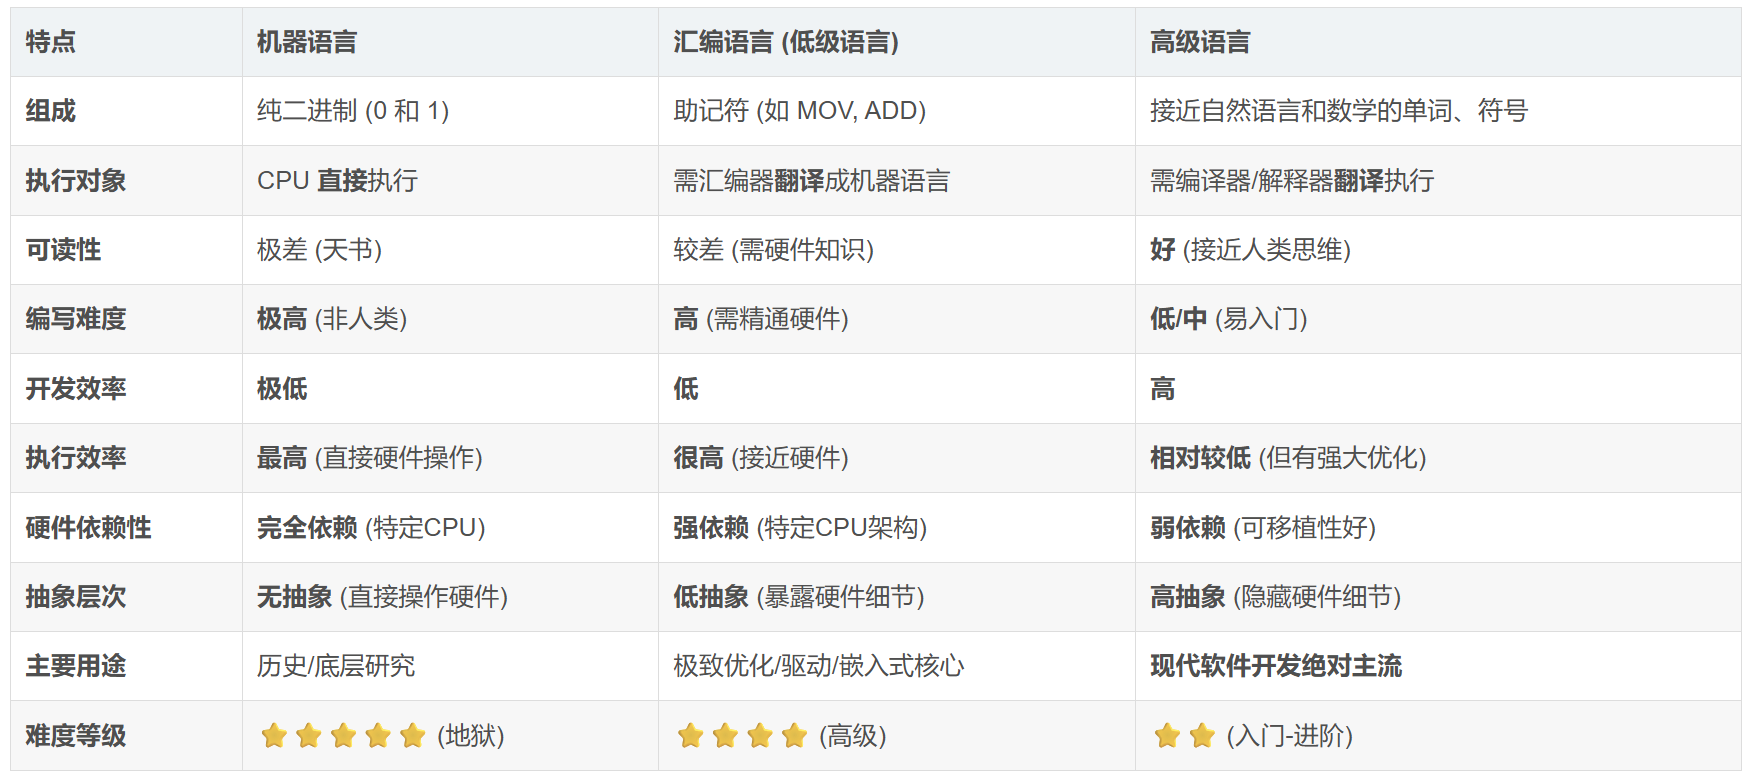 特点 机器语言 汇编语言 (低级语言) 高级语言
组成 纯二进制 (0 和 1) 助记符 (如 MOV, ADD) 接近自然语言和数学的单词、符号
执行对象 CPU 直接执行 需汇编器翻译成机器语言 需编译器/解释器翻译执行
可读性 极差 (天书) 较差 (需硬件知识) 好 (接近人类思维)
编写难度 极高 (非人类) 高 (需精通硬件) 低/中 (易入门)
开发效率 极低 低 高
执行效率 最高 (直接硬件操作) 很高 (接近硬件) 相对较低 (但有强大优化)
硬件依赖性 完全依赖 (特定CPU) 强依赖 (特定CPU架构) 弱依赖 (可移植性好)
抽象层次 无抽象 (直接操作硬件) 低抽象 (暴露硬件细节) 高抽象 (隐藏硬件细节)
主要用途 历史/底层研究 极致优化/驱动/嵌入式核心 现代软件开发绝对主流
难度等级 ⭐⭐⭐⭐⭐ (地狱) ⭐⭐⭐⭐ (高级) ⭐⭐ (入门-进阶)